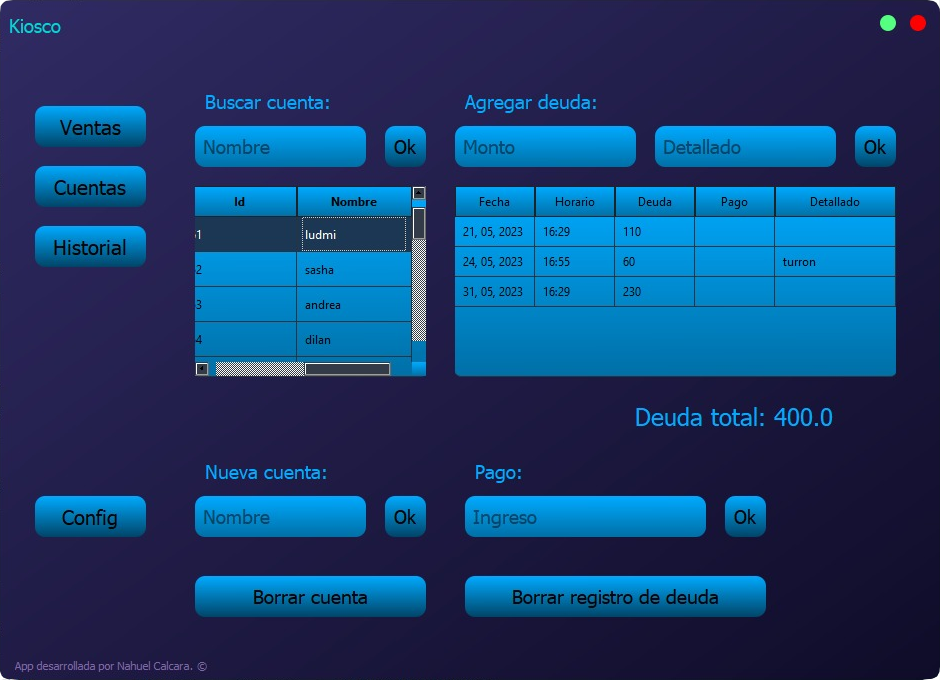 Kiosco
Buscar cuenta:
Agregar deuda:
Ventas
Nombre
Ok
Monto
Detallado
Ok
Cuentas
Id Nombre
Fecha Horario Deuda Pago Detallado
ludmi
21, 05, 2023 16:29 110
Historial
2 sasha
24, 05, 2023 16:55 60 turron
3 andrea
31, 05, 2023 16:29 230
4 dilan
Deuda total: 400.0
Nueva cuenta:
Pago:
Config
Nombre
Ok
Ingreso
Ok
Borrar cuenta
Borrar registro de deuda
App desarrollada por Nahuel Calcara. ©